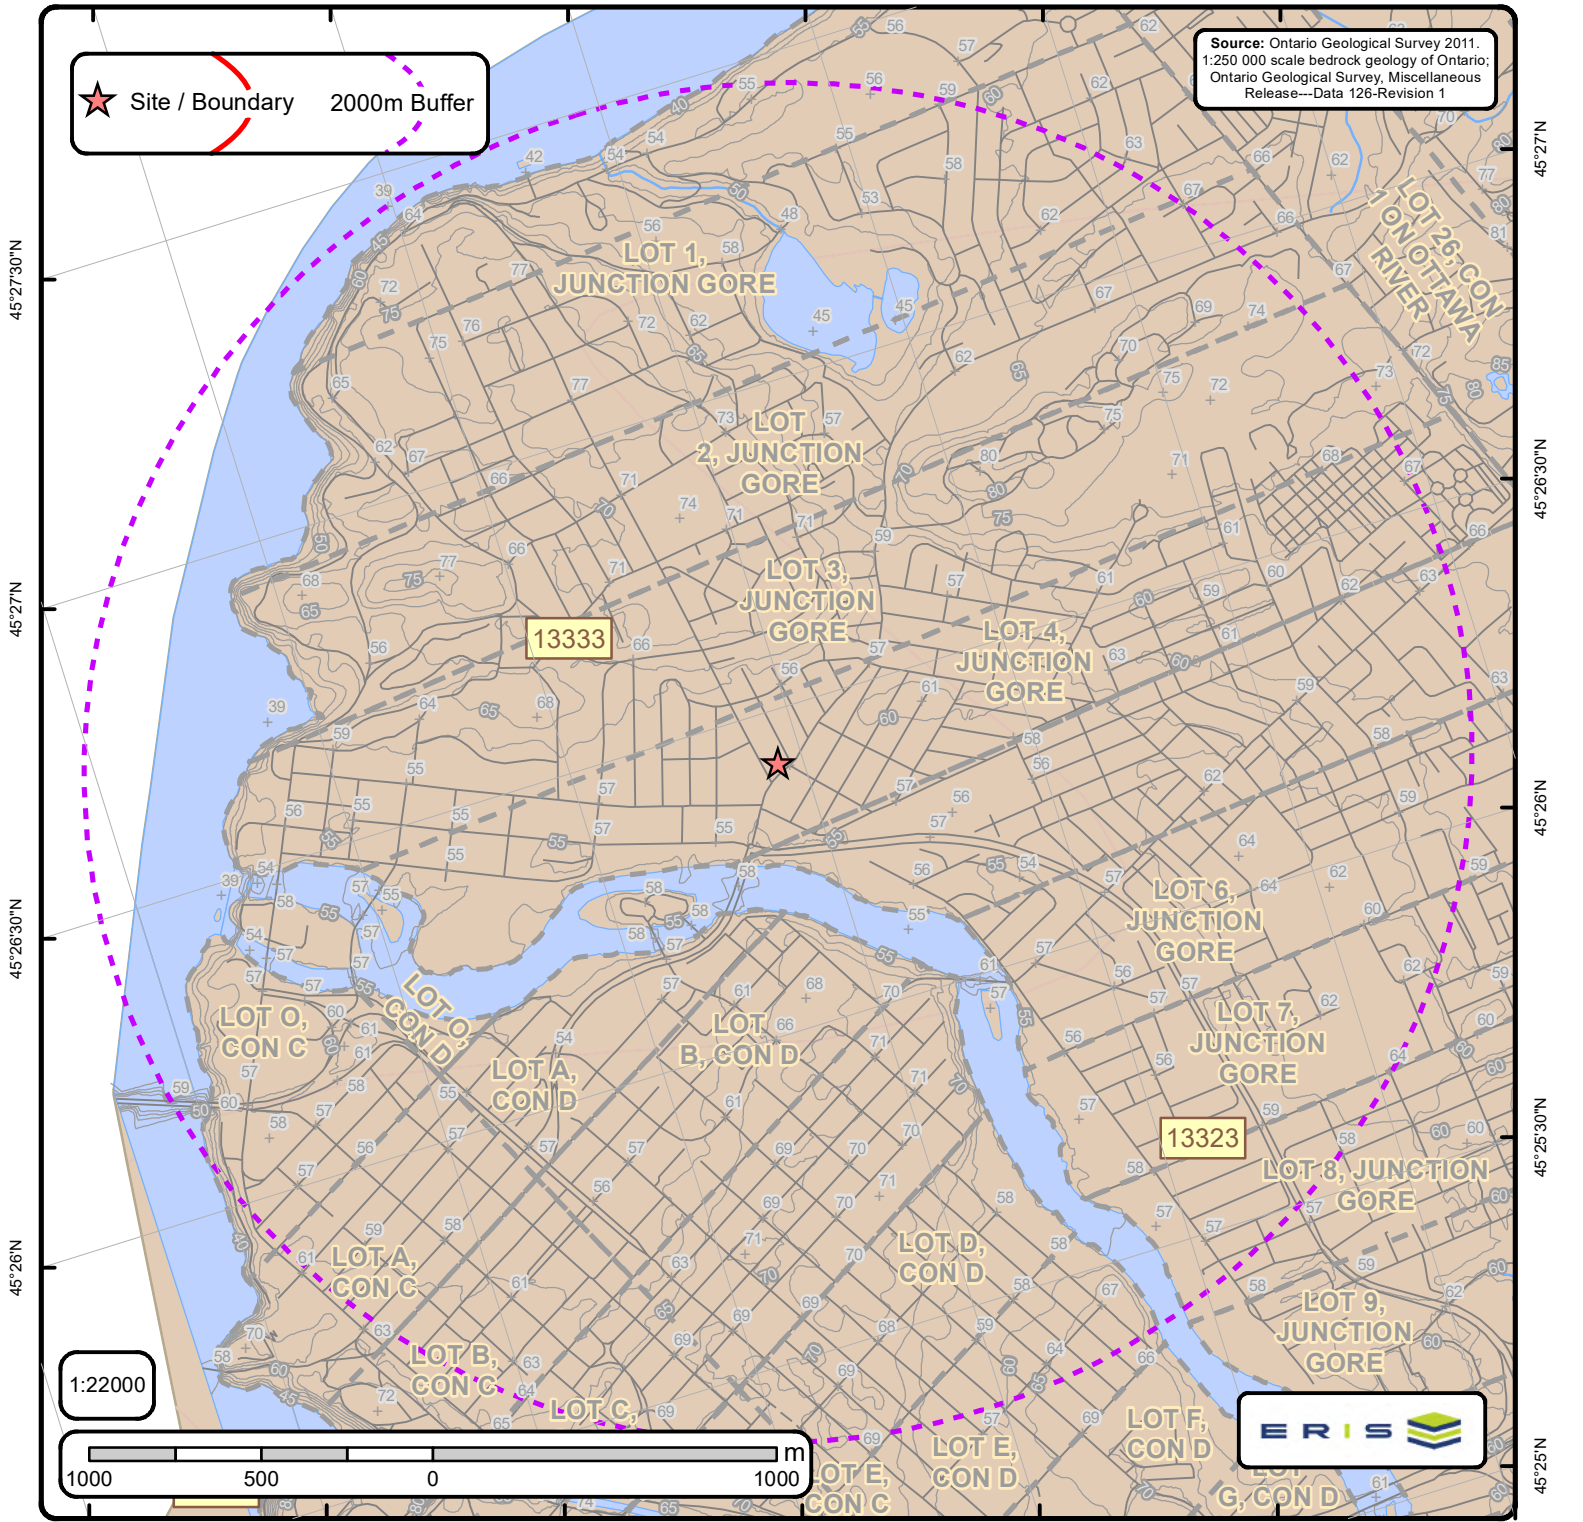 Site / Boundary 2000m Buffer
Source: Ontario Geological Survey 2011.
1:250 000 scale bedrock geology of Ontario;
Ontario Geological Survey, Miscellaneous
Release---Data 126-Revision 1
45°27'N
45°27'30"N
45°26'30"N
45°27'N
45°26'N
45°26'30"N
45°25'30"N
45°26'N
45°25'N
LOT 26, CON
1 ON OTTAWA
RIVER
LOT 1,
JUNCTION GORE
LOT
2, JUNCTION
GORE
LOT 3,
JUNCTION
GORE
LOT 4,
JUNCTION
GORE
13333
LOT 6,
JUNCTION
GORE
LOT 7,
JUNCTION
GORE
LOT O,
CON C
LOT O,
CON D
LOT
B, CON D
LOT A,
CON D
13323
LOT 8, JUNCTION
GORE
LOT D,
CON D
LOT A,
CON C
LOT 9,
JUNCTION
GORE
LOT B,
CON C
LOT C,
LOT F,
CON D
LOT E,
CON D
LOT E,
CON C
G, CON D
1:22000
1000 500 0 1000 m
ERIS